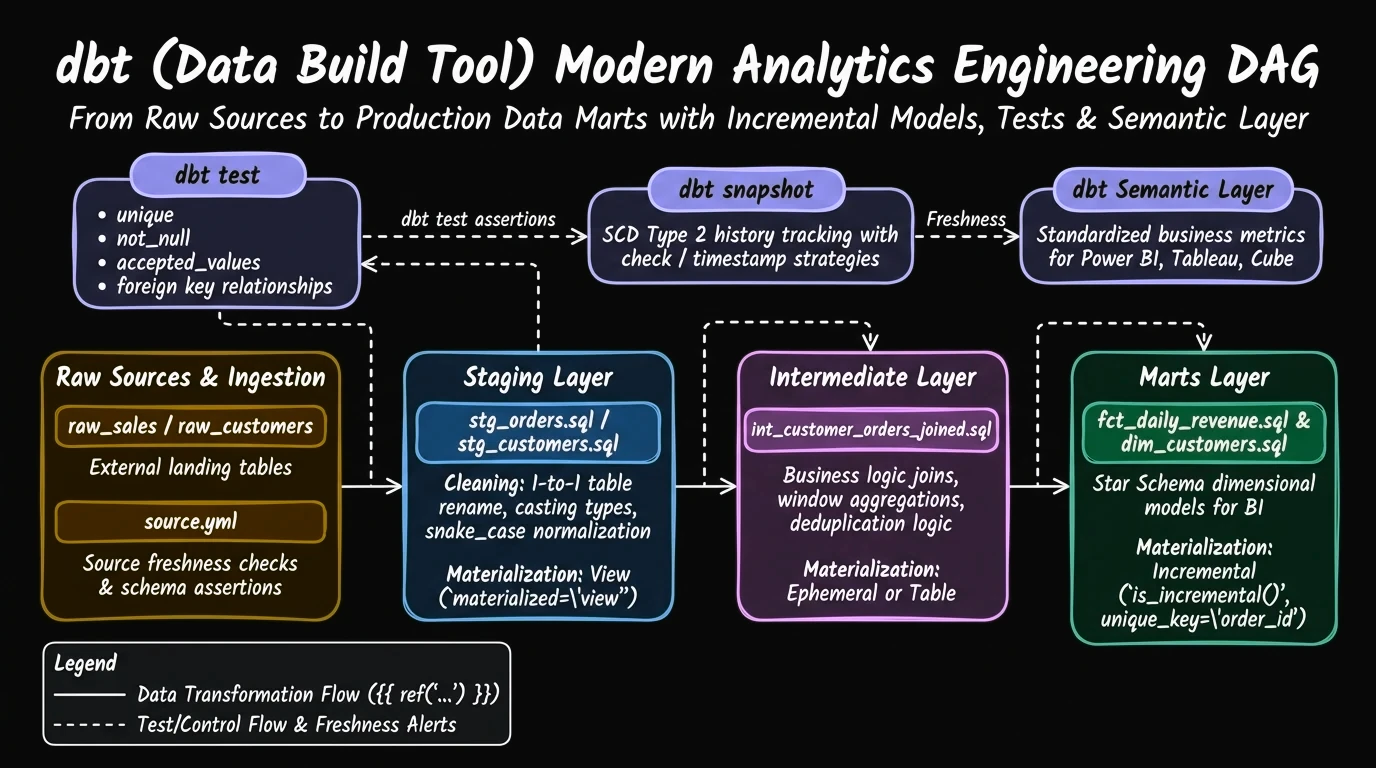 dbt (Data Build Tool) Modern Analytics Engineering DAG
From Raw Sources to Production Data Marts with Incremental Models, Tests & Semantic Layer
dbt test
• unique
• not_null
• accepted_values
• foreign key relationships
dbt test assertions
dbt snapshot
SCD Type 2 history tracking with
check / timestamp strategies
Freshness
dbt Semantic Layer
Standardized business metrics
for Power BI, Tableau, Cube
Raw Sources & Ingestion
raw_sales / raw_customers
External landing tables
source.yml
Source freshness checks
& schema assertions
Staging Layer
stg_orders.sql /
stg_customers.sql
Cleaning: 1-to-1 table
rename, casting types,
snake_case normalization
Materialization: View
(‘materialized=\'view”)
Intermediate Layer
int_customer_orders_joined.sql
Business logic joins,
window aggregations,
deduplication logic
Materialization:
Ephemeral or Table
Marts Layer
fct_daily_revenue.sql &
dim_customers.sql
Star Schema dimensional
models for BI
Materialization:
Incremental
(‘is_incremental()’,
unique_key=\'order_id’)
Legend
Data Transformation Flow ({{ ref(‘...’) }})
Test/Control Flow & Freshness Alerts